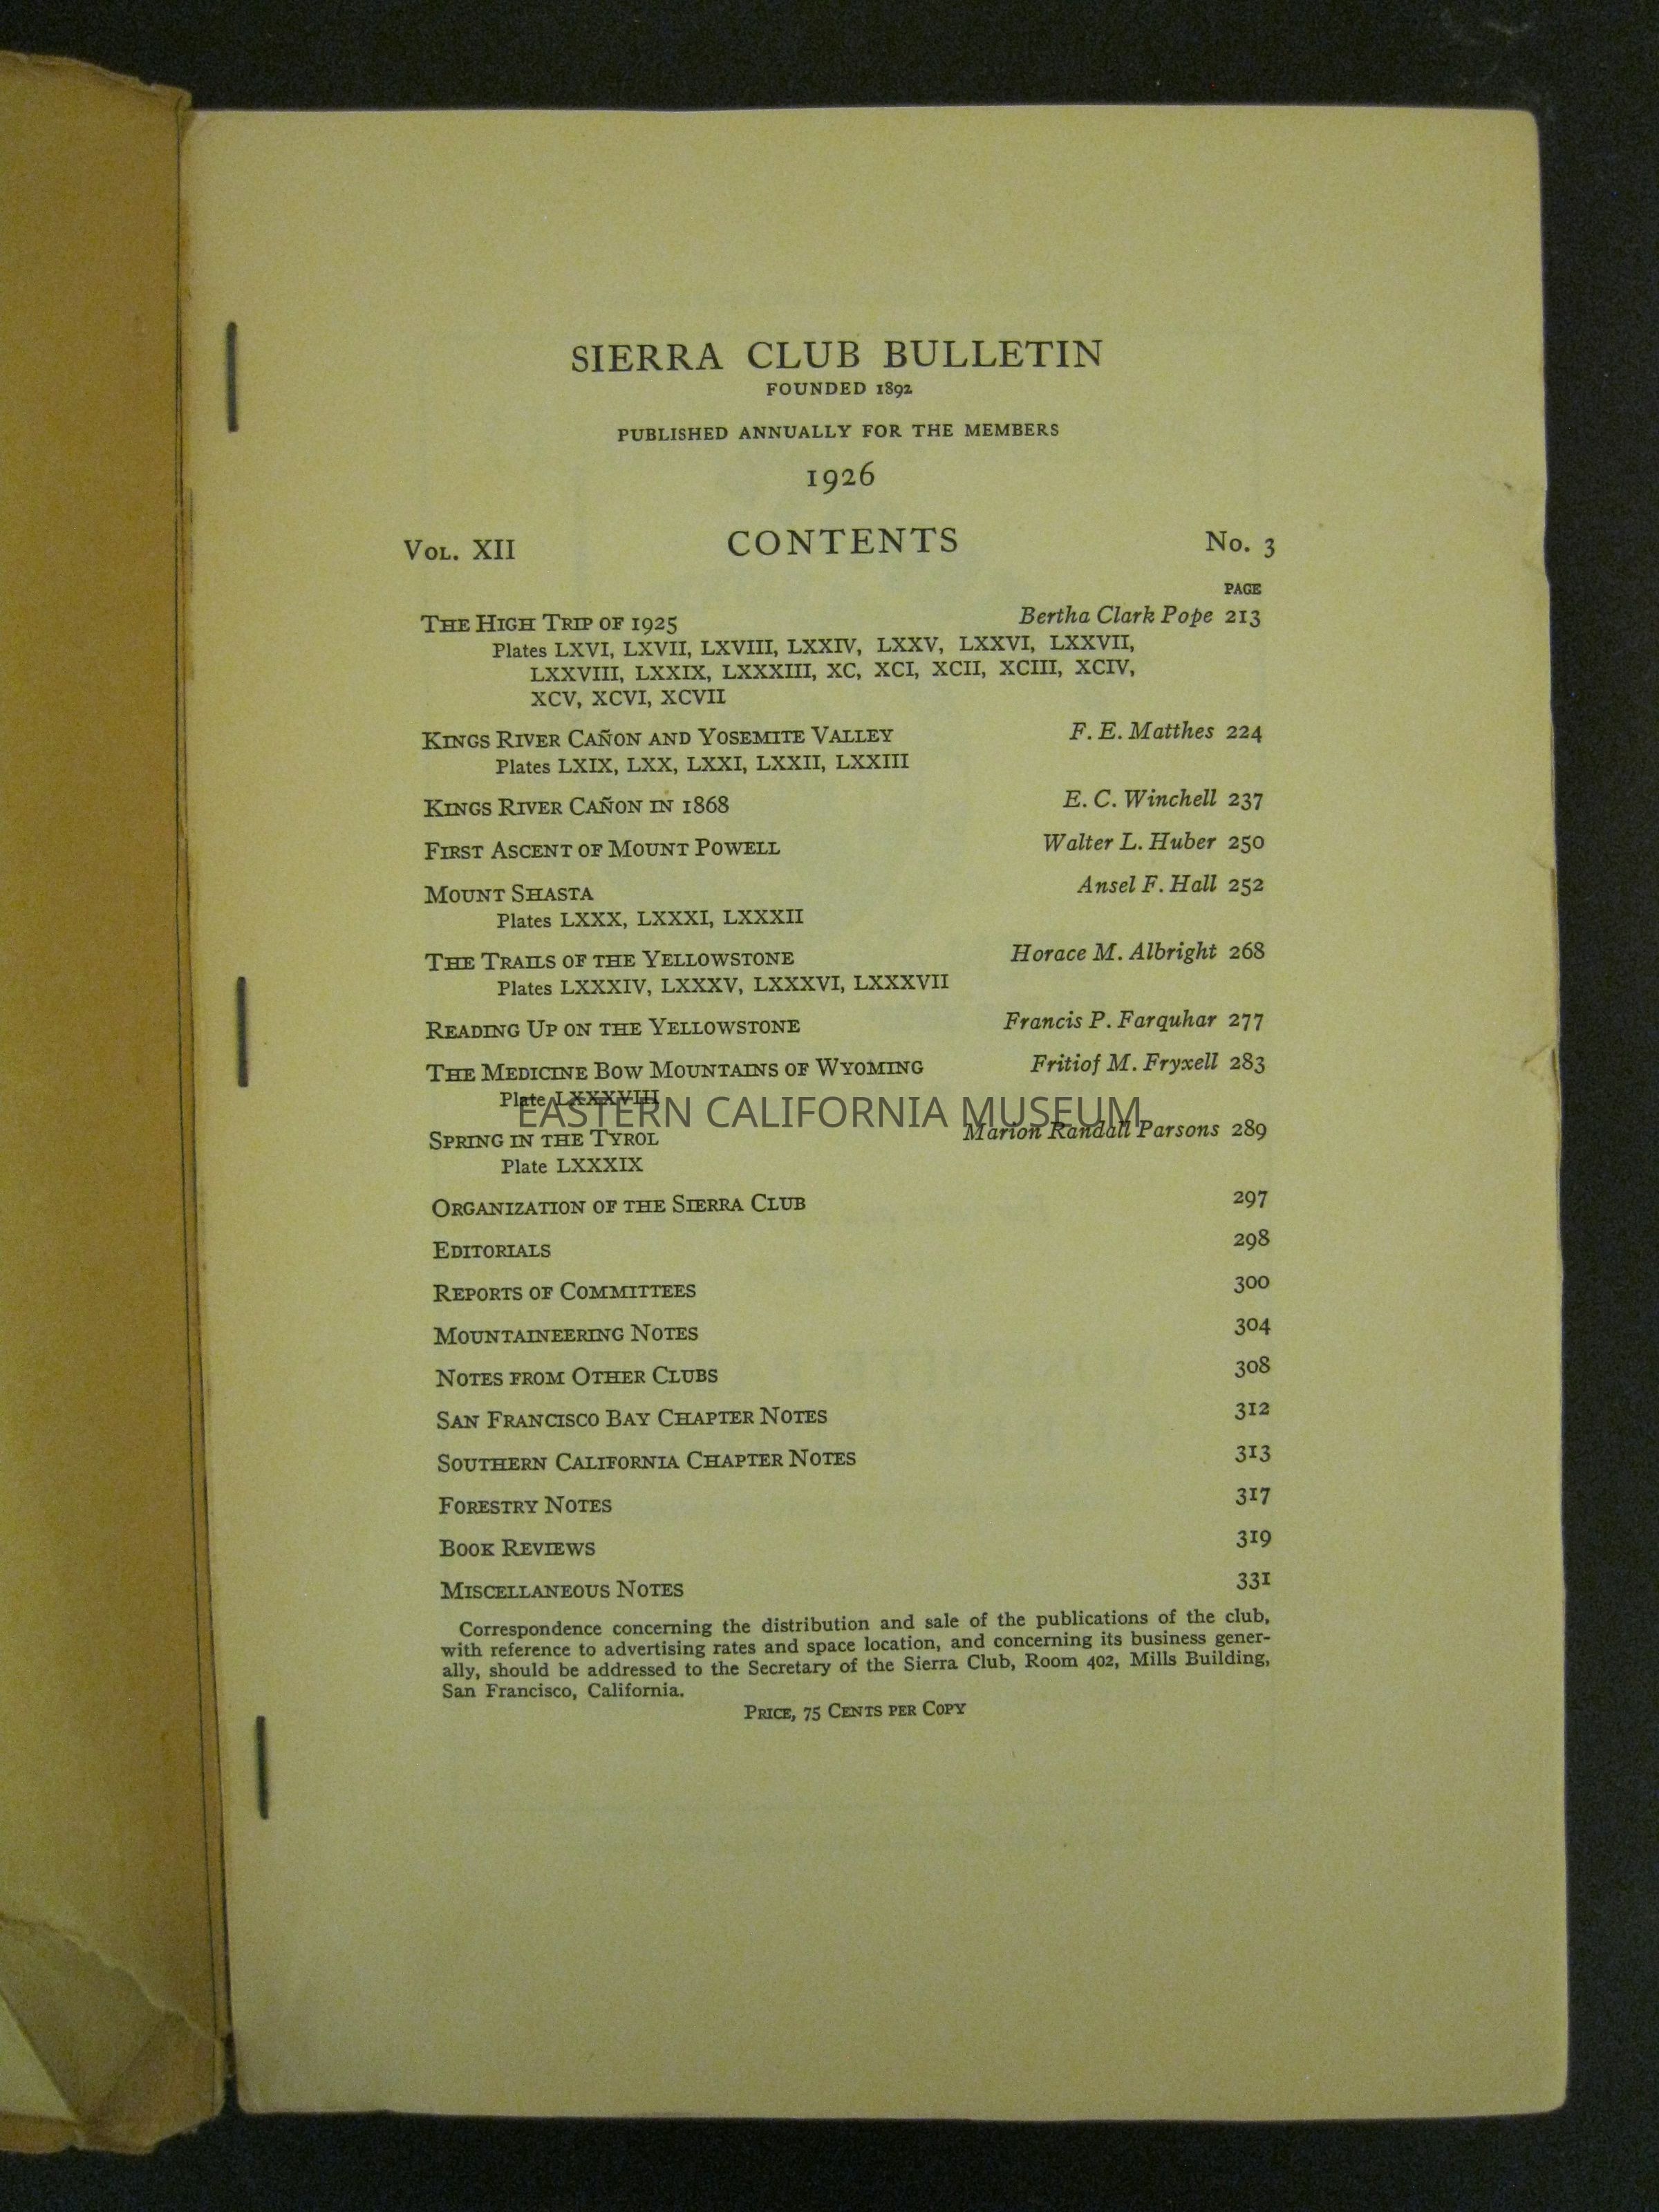 SIERRA CLUB BULLETIN
FOUNDED 1892
PUBLISHED ANNUALLY FOR THE MEMBERS
1926
VOL. XII CONTENTS No. 3
PAGE
THE HIGH TRIP OF 1925 Bertha Clark Pope 213
Plates LXVI, LXVII, LXVIII, LXXIV, LXXV, LXXVI, LXXVII,
LXXVIII, LXXIX, LXXXIII, XC, XCI, XCII, XCIII, XCIV,
XCV, XCVI, XCVII
KINGS RIVER CAÑON AND YOSEMITE VALLEY F. E. Matthes 224
Plates LXIX, LXX, LXXI, LXXII, LXXIII
KINGS RIVER CAÑON IN 1868 E. C. Winchell 237
FIRST ASCENT OF MOUNT POWELL Walter L. Huber 250
MOUNT SHASTA Ansel F. Hall 252
Plates LXXX, LXXXI, LXXXII
THE TRAILS OF THE YELLOWSTONE Horace M. Albright 268
Plates LXXXIV, LXXXV, LXXXVI, LXXXVII
READING UP ON THE YELLOWSTONE Francis P. Farquhar 277
THE MEDICINE BOW MOUNTAINS OF WYOMING Fritiof M. Fryxell 283
Plate LXXXVIII
EASTERN CALIFORNIA MUSEUM
SPRING IN THE TYROL Marion Randall Parsons 289
Plate LXXXIX
ORGANIZATION OF THE SIERRA CLUB 297
EDITORIALS 298
REPORTS OF COMMITTEES 300
MOUNTAINEERING NOTES 304
NOTES FROM OTHER CLUBS 308
SAN FRANCISCO BAY CHAPTER NOTES 312
SOUTHERN CALIFORNIA CHAPTER NOTES 313
FORESTRY NOTES 317
BOOK REVIEWS 319
MISCELLANEOUS NOTES 331
Correspondence concerning the distribution and sale of the publications of the club,
with reference to advertising rates and space location, and concerning its business gener-
ally, should be addressed to the Secretary of the Sierra Club, Room 402, Mills Building,
San Francisco, California.
PRICE, 75 CENTS PER COPY